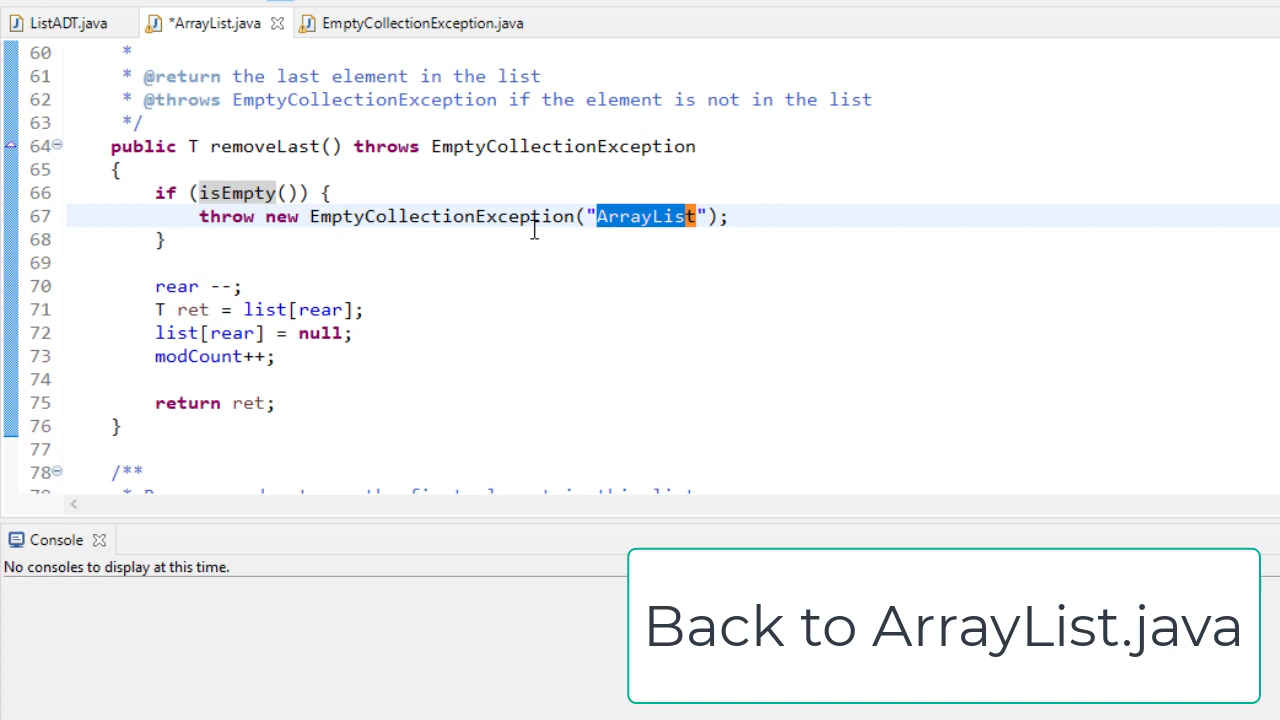 ListADT.java *ArrayList.java EmptyCollectionException.java
60 *
61 * @return the last element in the list
62 * @throws EmptyCollectionException if the element is not in the list
63 */
64 public T removeLast() throws EmptyCollectionException
65 {
66 if (isEmpty()) {
67 throw new EmptyCollectionException("ArrayList");
68 }
69
70 rear --;
71 T ret = list[rear];
72 list[rear] = null;
73 modCount++;
74
75 return ret;
76 }
77
78 /**
Console
No consoles to display at this time.
Back to ArrayList.java